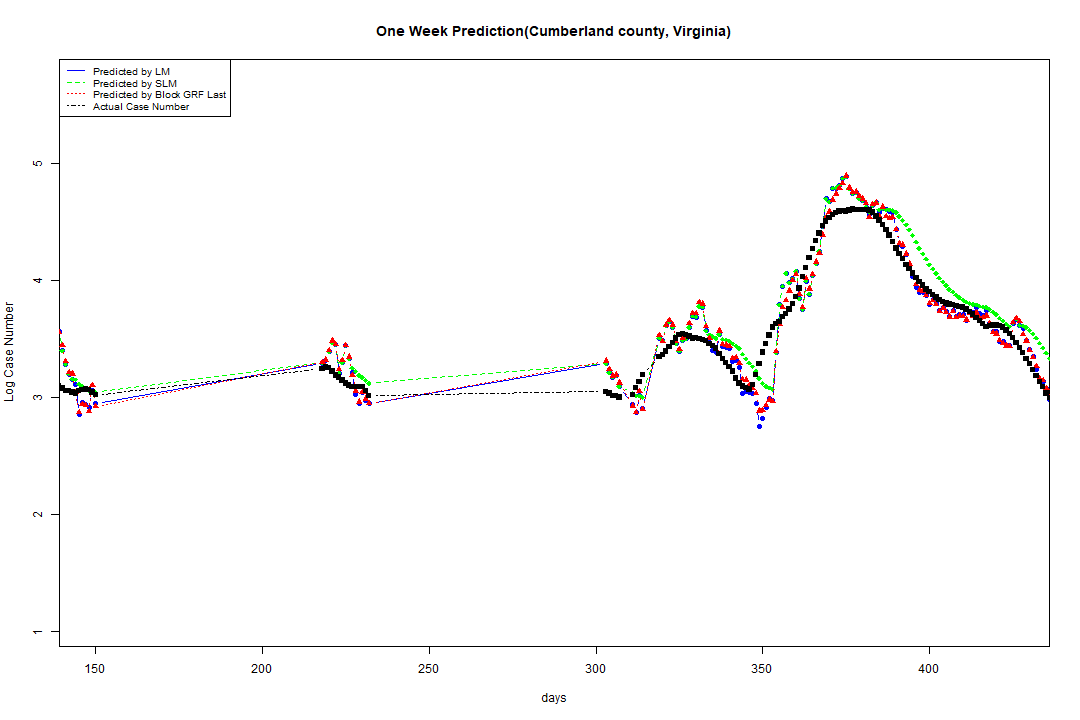 One Week Prediction(Cumberland county, Virginia)
Predicted by LM
Predicted by SLM
Predicted by Block GRF Last
Actual Case Number
Log Case Number
5
4
3
2
1
150
200
250
300
350
400
days